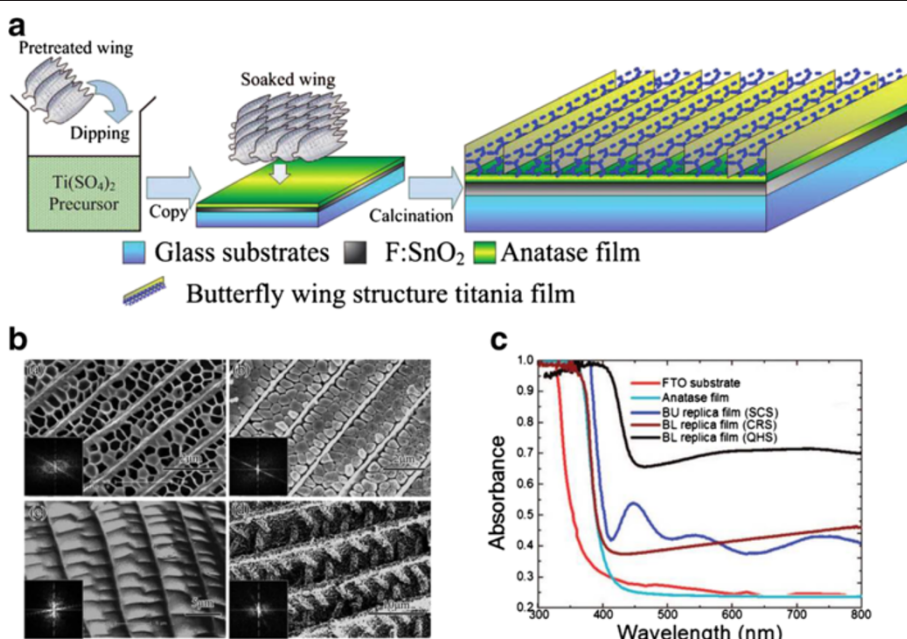 a
Pretreated wing
Dipping
Ti(SO₄)₂
Precursor
Copy
Soaked wing
Calcination
Glass substrates
F:SnO₂
Anatase film
Butterfly wing structure titania film
b
c
1.0
0.9
0.8
0.7
0.6
0.5
0.4
0.3
0.2
Absorbance
FTO substrate
Anatase film
BU replica film (SCS)
BL replica film (CRS)
BL replica film (QHS)
300 400 500 600 700 800
Wavelength (nm)